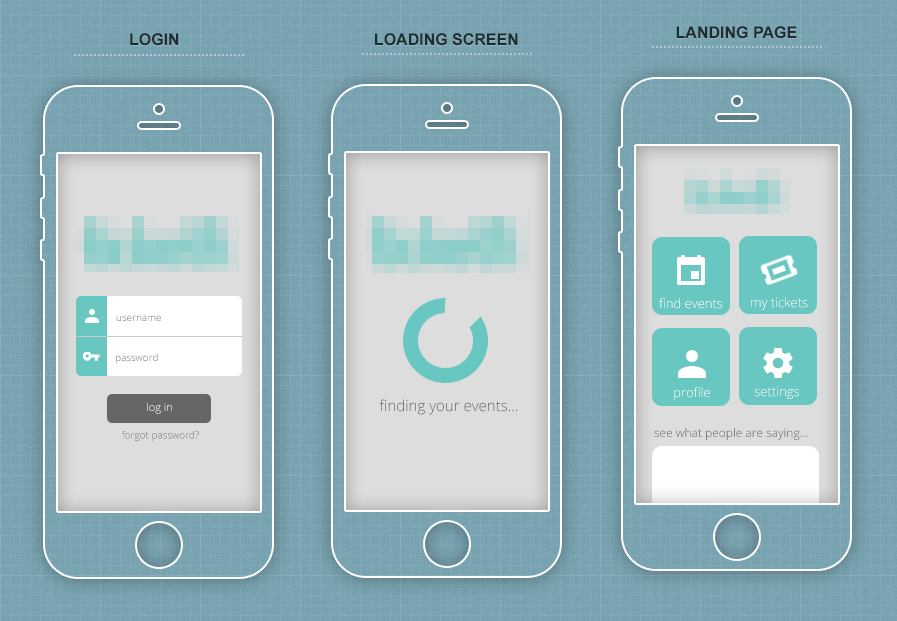 LOGIN
username
password
log in
forgot password?
LOADING SCREEN
finding your events...
LANDING PAGE
find events
my tickets
profile
settings
see what people are saying...